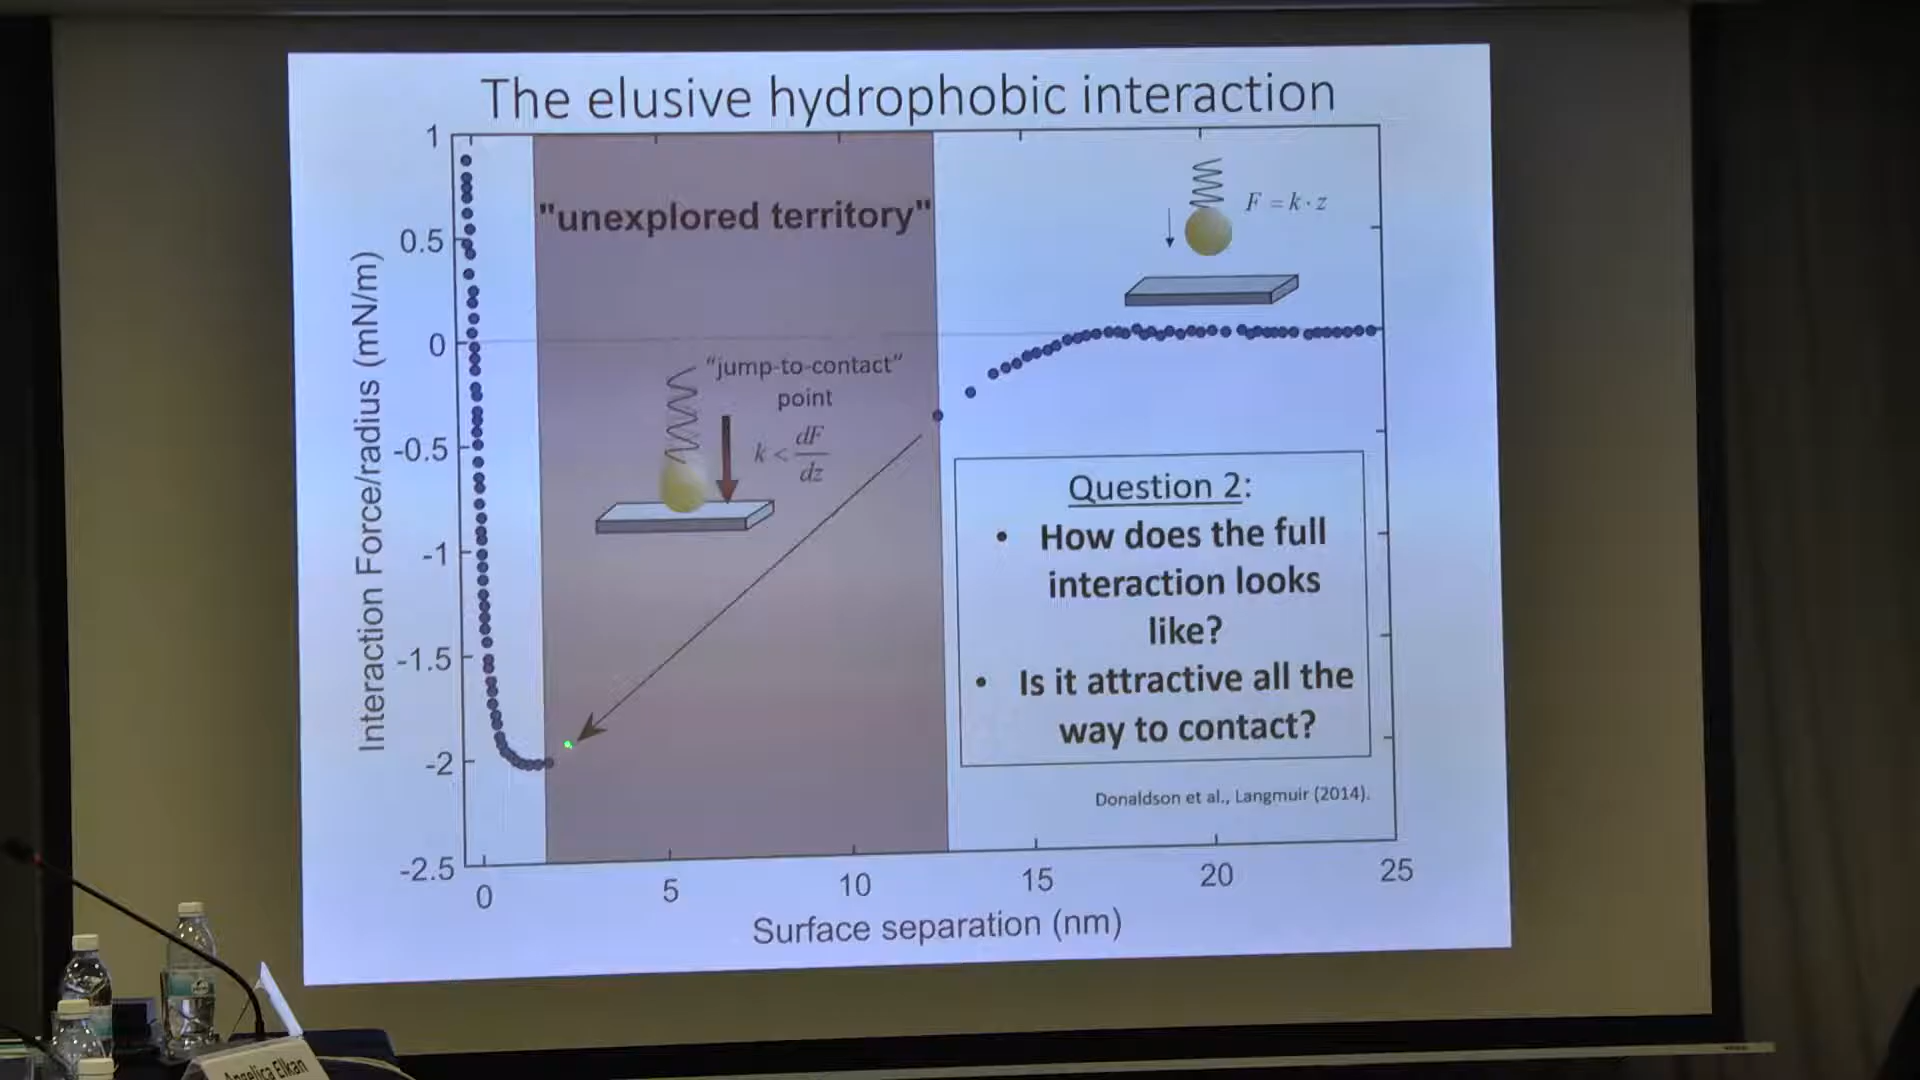 The elusive hydrophobic interaction
1
0.5
0
-0.5
-1
-1.5
-2
-2.5
Interaction Force/radius (mN/m)
"unexplored territory"
F = k · z
"jump-to-contact"
point
k < dF
dz
Question 2:
• How does the full
interaction looks
like?
• Is it attractive all the
way to contact?
Donaldson et al., Langmuir (2014).
0
5
10
15
20
25
Surface separation (nm)
Angelica Elkan